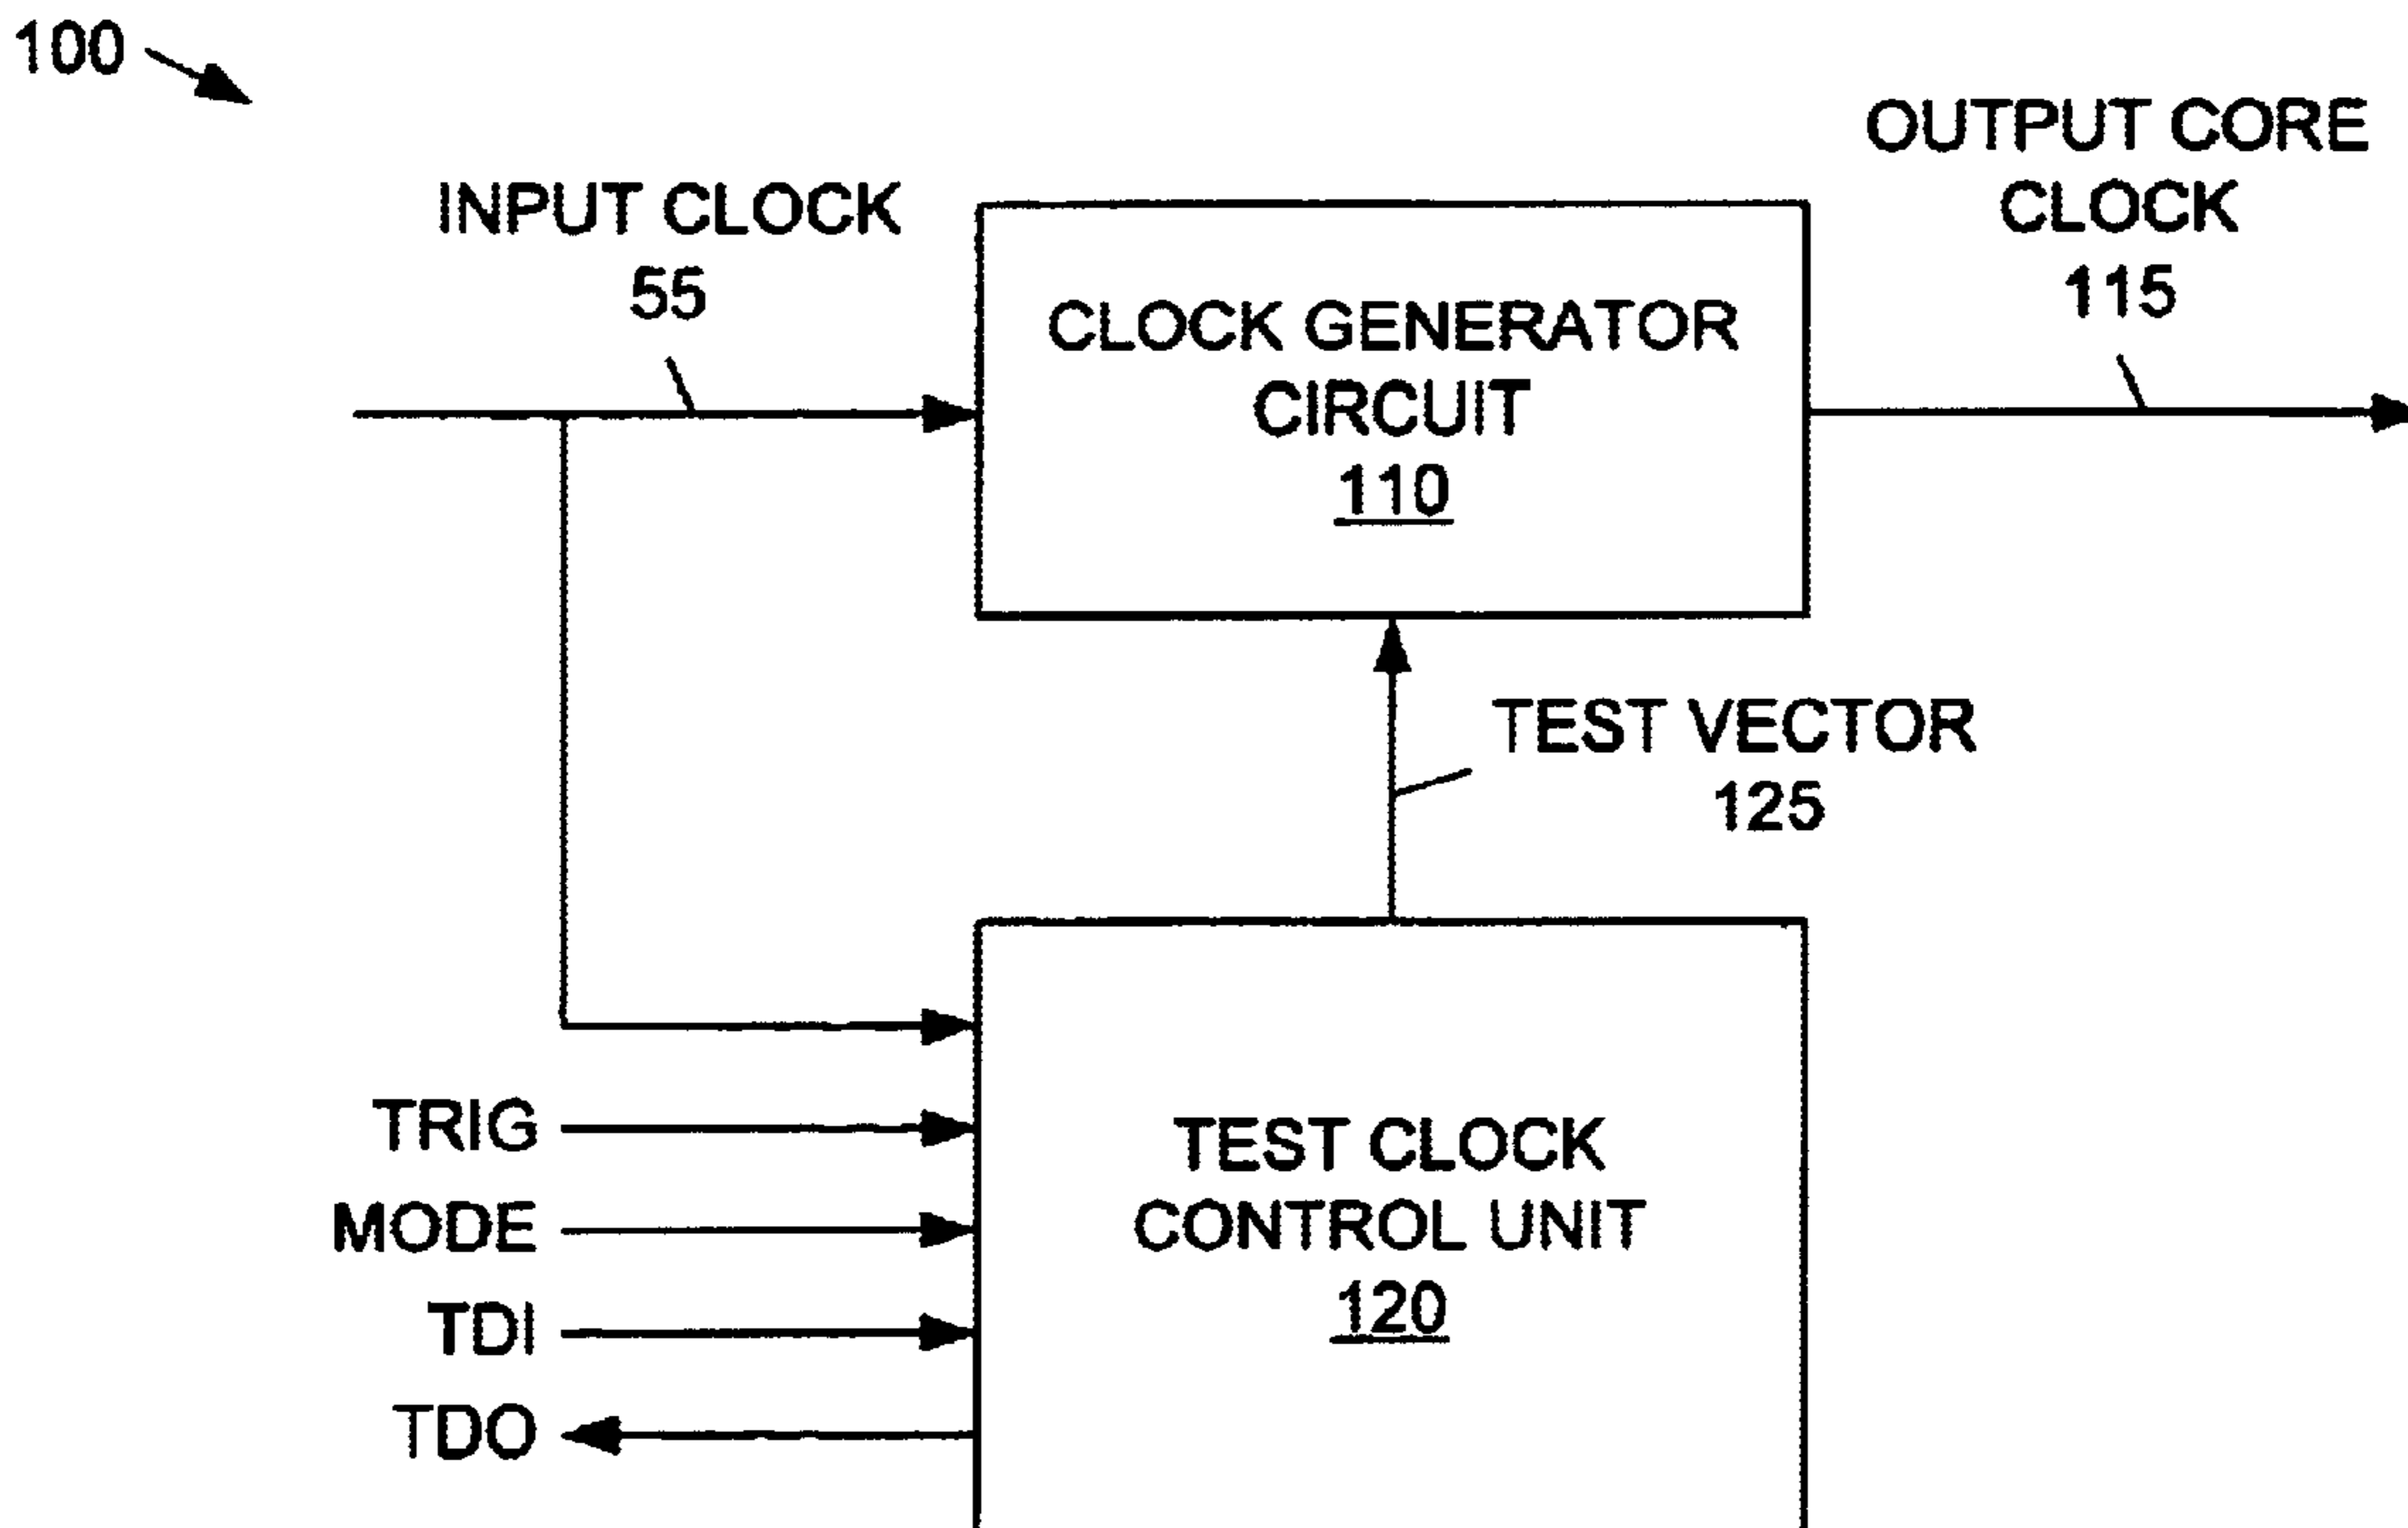 100
INPUT CLOCK
55
CLOCK GENERATOR
CIRCUIT
110
OUTPUT CORE
CLOCK
115
TEST VECTOR
125
TRIG
MODE
TDI
TDO
TEST CLOCK
CONTROL UNIT
120